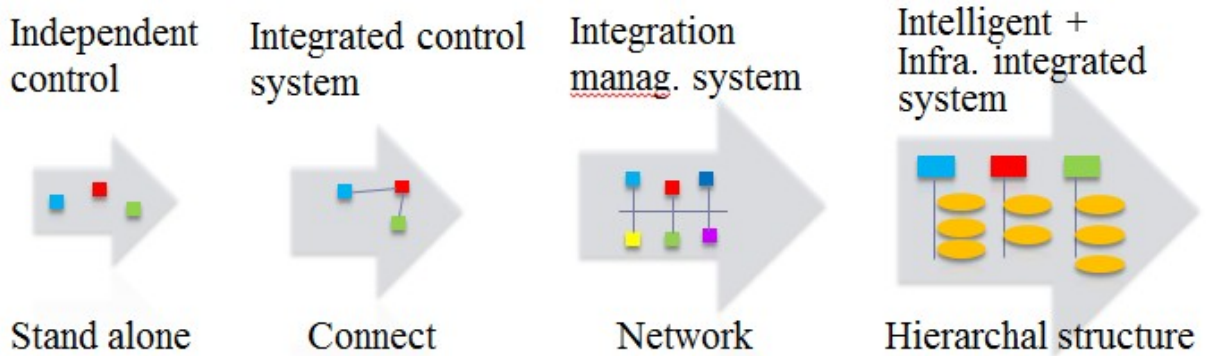 Independent
control
Integrated control
system
Integration
manag. system
Intelligent +
Infra. integrated
system
Stand alone
Connect
Network
Hierarchal structure